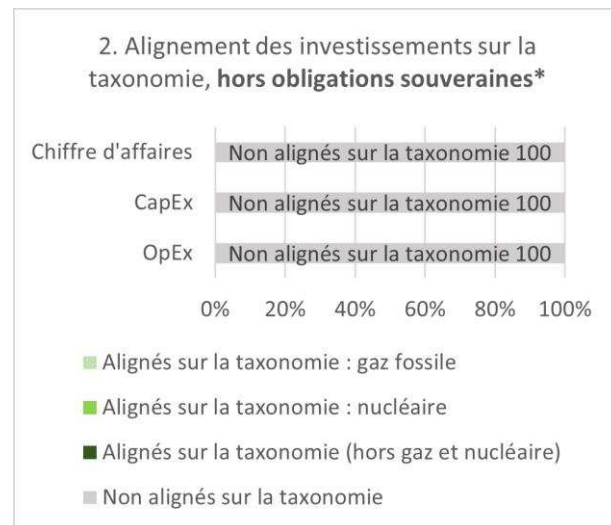 2. Alignement des investissements sur la
taxonomie, hors obligations souveraines*
Chiffre d'affaires
Non alignés sur la taxonomie 100
CapEx
Non alignés sur la taxonomie 100
OpEx
Non alignés sur la taxonomie 100
0% 20% 40% 60% 80% 100%
Alignés sur la taxonomie : gaz fossile
Alignés sur la taxonomie : nucléaire
Alignés sur la taxonomie (hors gaz et nucléaire)
Non alignés sur la taxonomie